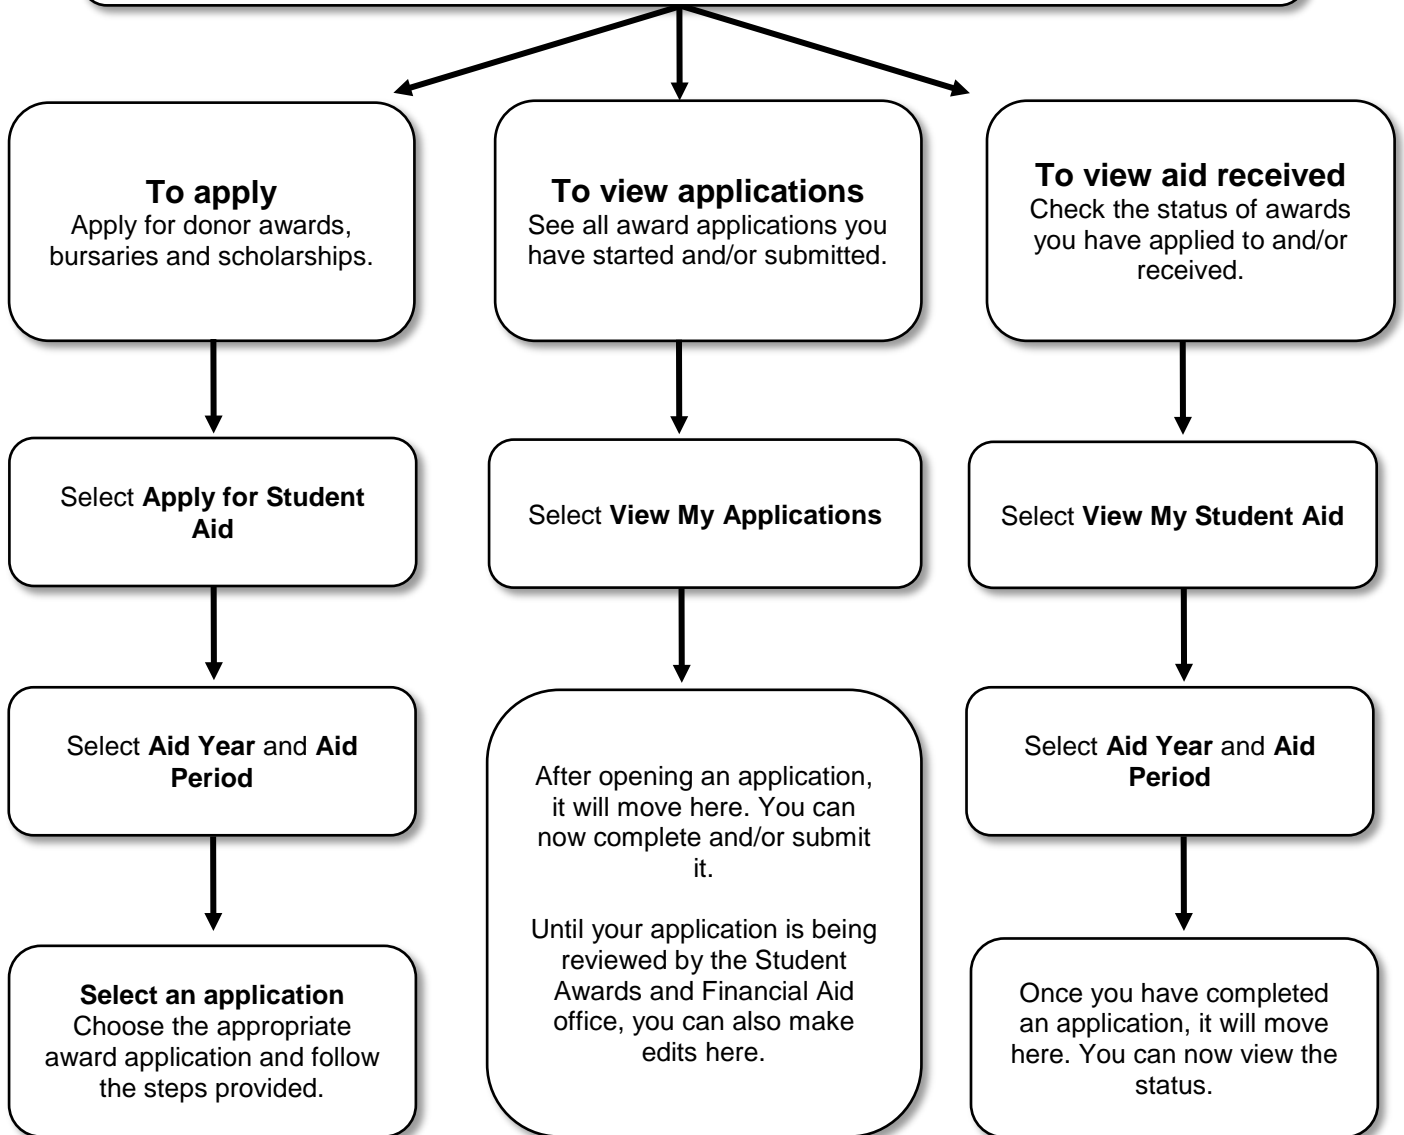 To apply
Apply for donor awards,
bursaries and scholarships.
To view applications
See all award applications you
have started and/or submitted.
To view aid received
Check the status of awards
you have applied to and/or
received.
Select Apply for Student
Aid
Select View My Applications
Select View My Student Aid
Select Aid Year and Aid
Period
After opening an application,
it will move here. You can
now complete and/or submit
it.
Until your application is being
reviewed by the Student
Awards and Financial Aid
office, you can also make
edits here.
Select Aid Year and Aid
Period
Select an application
Choose the appropriate
award application and follow
the steps provided.
Once you have completed
an application, it will move
here. You can now view the
status.